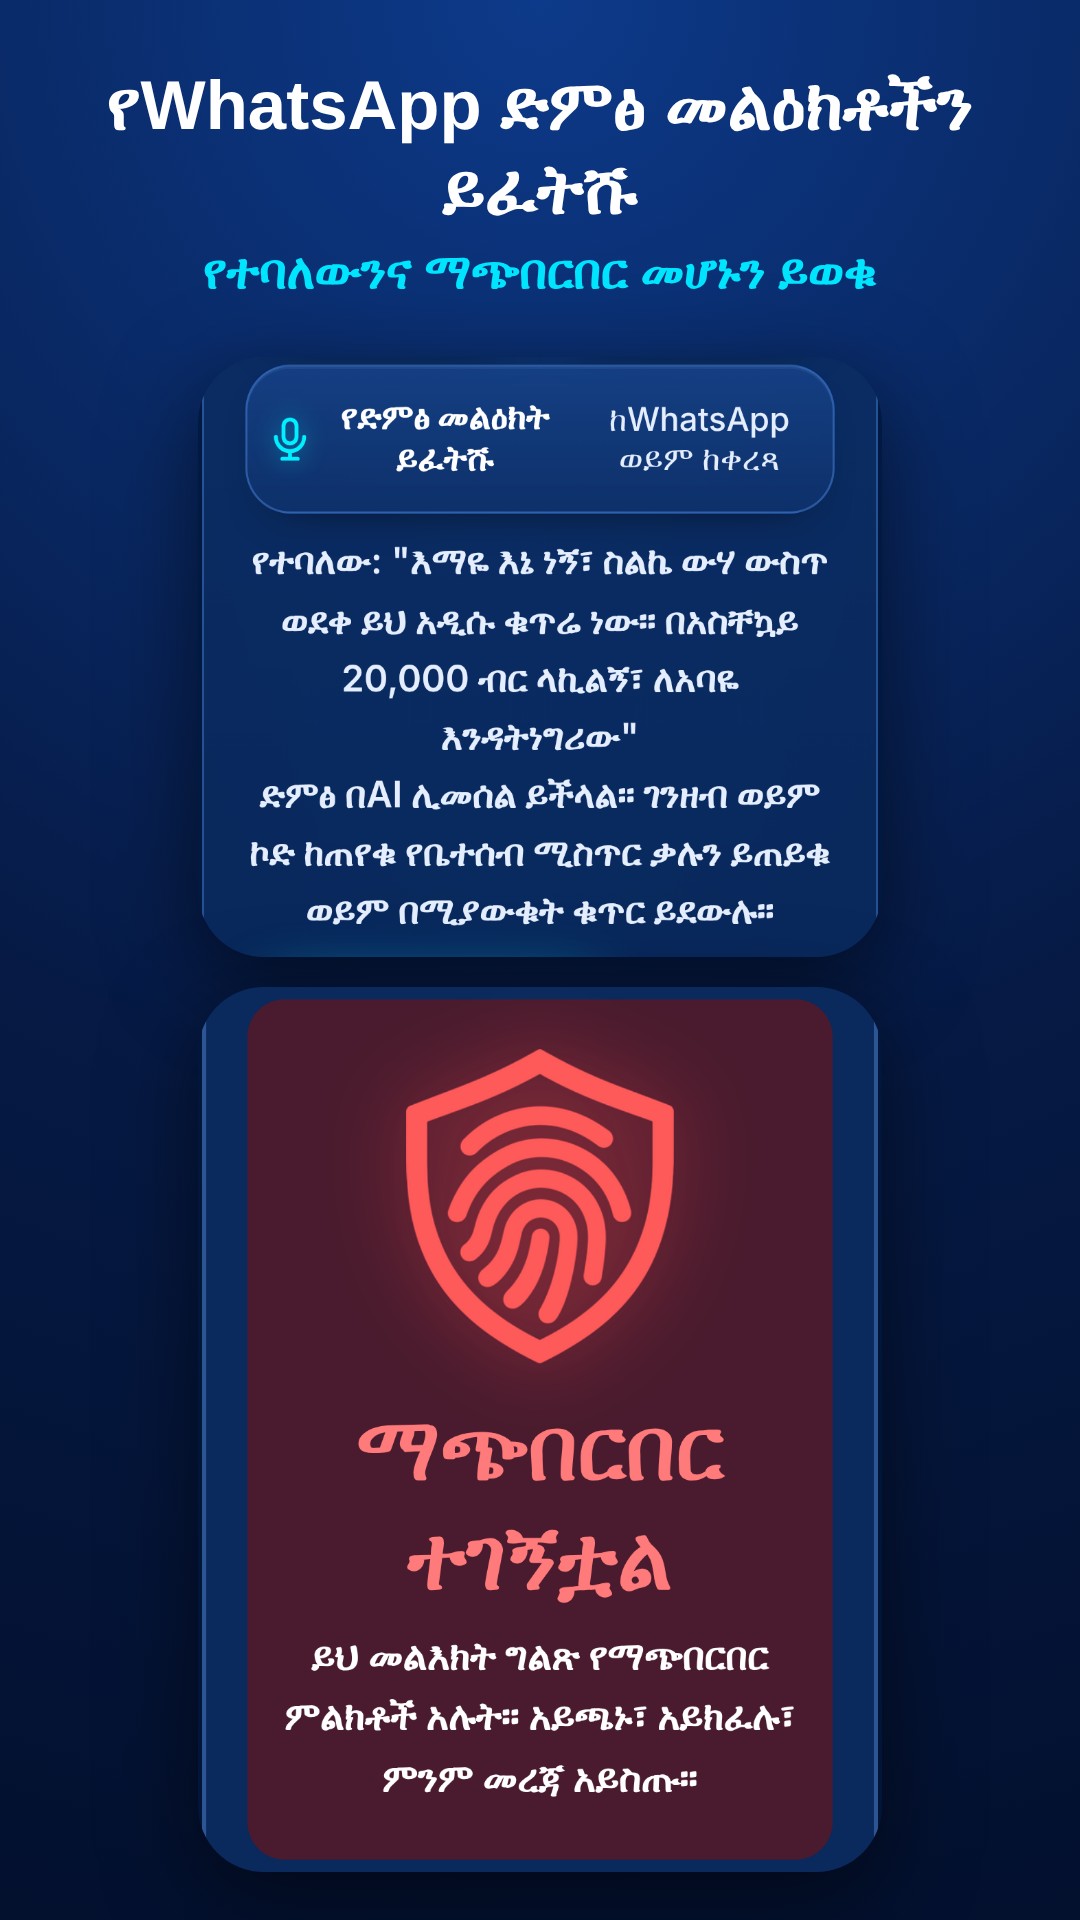 የWhatsApp ድምፅ መልዕክቶችን
ይፈትሹ
የተባለውንና ማጭበርበር መሆኑን ይወቁ
የድምፅ መልዕክት
ይፈትሹ
ከWhatsApp
ወይም ከቀረጻ
የተባለው: "እማዬ እኔ ነኝ፣ ስልኬ ውሃ ውስጥ
ወደቀ ይህ አዲሱ ቁጥሬ ነው። በአስቸኳይ
20,000 ብር ላኪልኝ፣ ለአባዬ
እንዳትነግሪው"
ድምፅ በAI ሊመሰል ይችላል። ገንዘብ ወይም
ኮድ ከጠየቁ የቤተሰብ ሚስጥር ቃሉን ይጠይቁ
ወይም በሚያውቁት ቁጥር ይደውሉ።
ማጭበርበር
ተገኝቷል
ይህ መልእክት ግልጽ የማጭበርበር
ምልክቶች አሉት። አይጫኑ፣ አይክፈሉ፣
ምንም መረጃ አይስጡ።